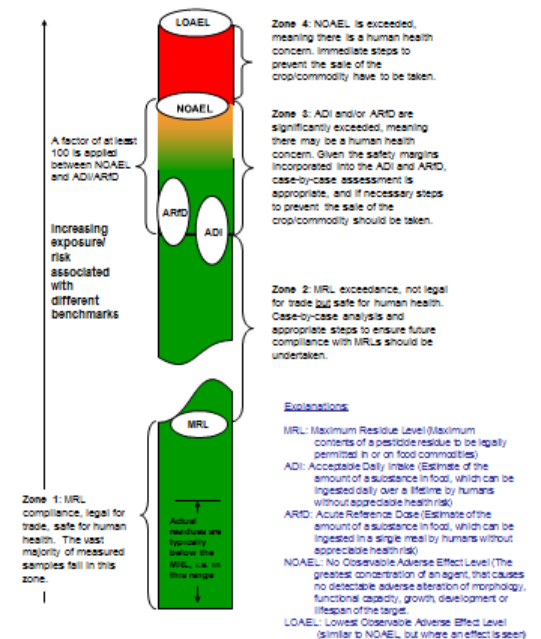 LOAEL
Zone 4: NOAEL is exceeded,
meaning there is a human health
concern. Immediate steps to
prevent the sale of the
crop/commodity have to be taken.
NOAEL
A factor of at least
100 is applied
between NOAEL
and ADI/ARfD
Zone 3: ADI and/or ARfD are
significantly exceeded, meaning
there may be a human health
concern. Given the safety margins
incorporated into the ADI and ARfD,
case-by-case assessment is
appropriate, and if necessary steps
to prevent the sale of the
crop/commodity should be taken.
ARfD
ADI
Increasing
exposure/
risk
associated
with
different
benchmarks
Zone 2: MRL exceedance, not legal
for trade but safe for human health.
Case-by-case analysis and
appropriate steps to ensure future
compliance with MRLs should be
undertaken.
MRL
Zone 1: MRL
compliance, legal for
trade, safe for human
health. The vast
majority of measured
samples fall in this
zone.
Actual
residues are
typically
below the
MRL, i.e. in
this range
Explanations:
MRL: Maximum Residue Level (Maximum
contents of a pesticide residue to be legally
permitted in or on food commodities)
ADI: Acceptable Daily Intake (Estimate of the
amount of a substance in food, which can be
ingested daily over a lifetime by humans
without appreciable health risk)
ARfD: Acute Reference Dose (Estimate of the
amount of a substance in food, which can be
ingested in a single meal by humans without
appreciable health risk)
NOAEL: No Observable Adverse Effect Level (The
greatest concentration of an agent, that causes
no detectable adverse alteration of morphology,
functional capacity, growth, development or
lifespan of the target.
LOAEL: Lowest Observable Adverse Effect Level
(similar to NOAEL, but where an effect is seen)